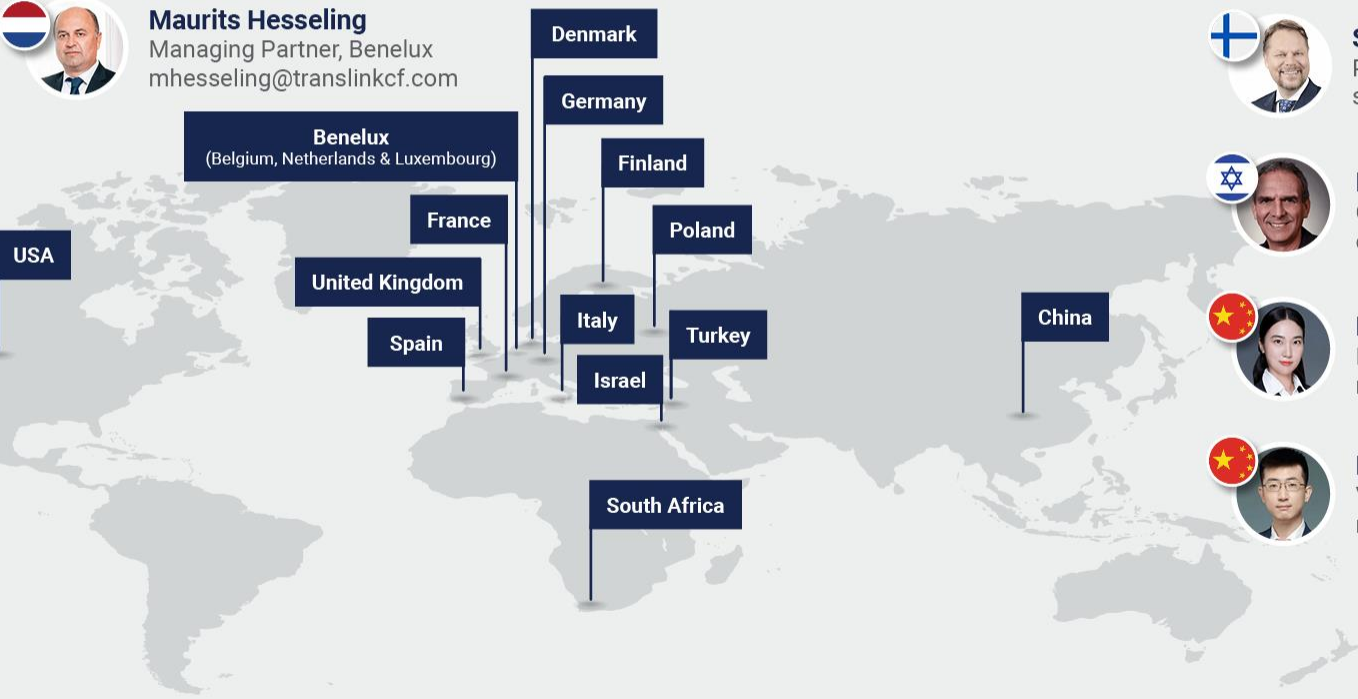 Maurits Hesseling
Managing Partner, Benelux
mhesseling@translinkcf.com
Denmark
Germany
Benelux
(Belgium, Netherlands & Luxembourg)
Finland
France
Poland
USA
United Kingdom
Italy
Turkey
China
Spain
Israel
South Africa